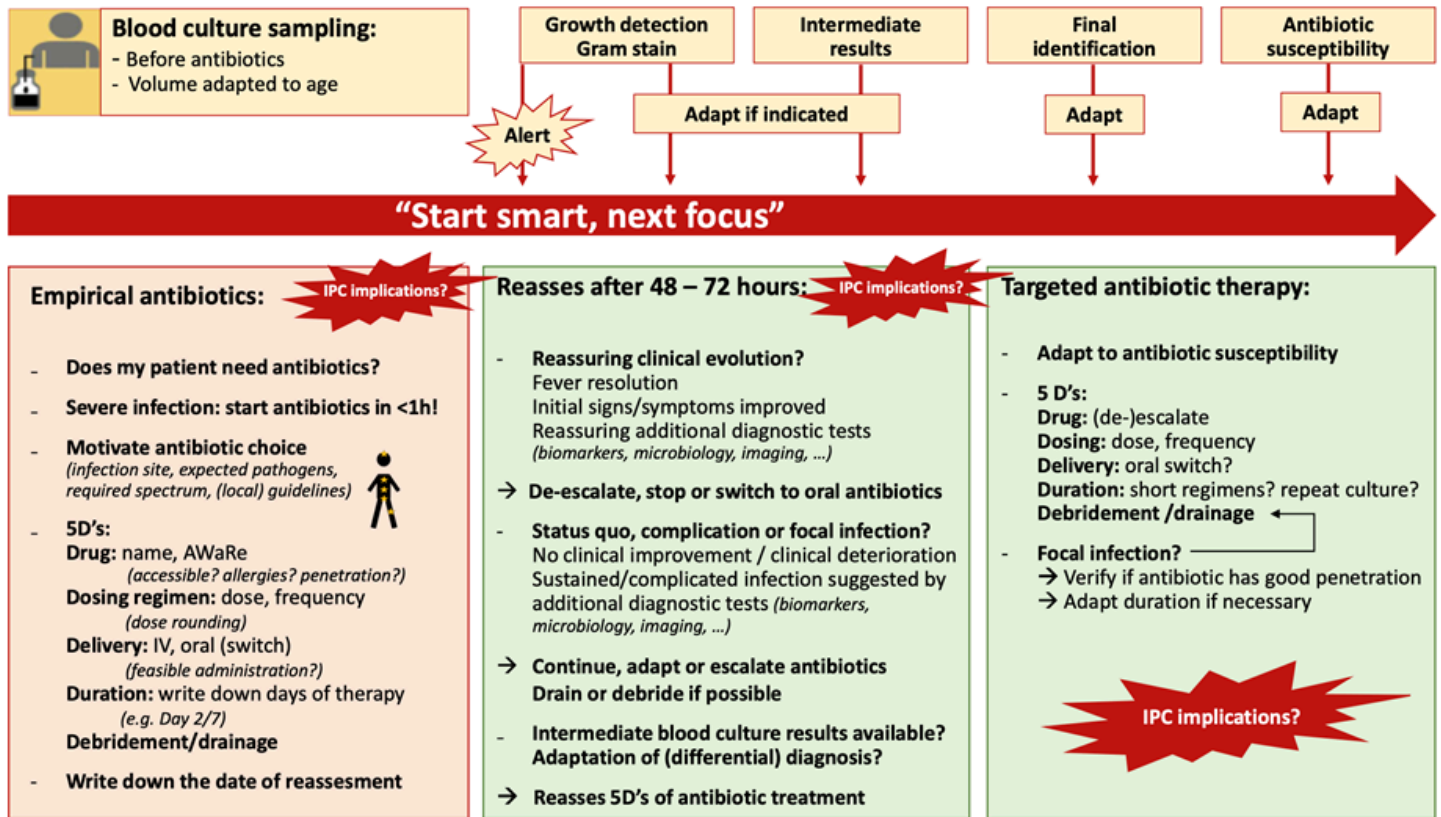 Blood culture sampling:
- Before antibiotics
- Volume adapted to age
Growth detection
Gram stain
Intermediate
results
Final
identification
Antibiotic
susceptibility
Alert
Adapt if indicated
Adapt
Adapt
“Start smart, next focus”
Empirical antibiotics:
IPC implications?
- Does my patient need antibiotics?
- Severe infection: start antibiotics in <1h!
- Motivate antibiotic choice
(infection site, expected pathogens,
required spectrum, (local) guidelines)
- 5D’s:
Drug: name, AWaRe
(accessible? allergies? penetration?)
Dosing regimen: dose, frequency
(dose rounding)
Delivery: IV, oral (switch)
(feasible administration?)
Duration: write down days of therapy
(e.g. Day 2/7)
Debridement/drainage
- Write down the date of reassesment
Reasses after 48 – 72 hours:
IPC implications?
- Reassuring clinical evolution?
Fever resolution
Initial signs/symptoms improved
Reassuring additional diagnostic tests
(biomarkers, microbiology, imaging, …)
→ De-escalate, stop or switch to oral antibiotics
- Status quo, complication or focal infection?
No clinical improvement / clinical deterioration
Sustained/complicated infection suggested by
additional diagnostic tests (biomarkers,
microbiology, imaging, …)
→ Continue, adapt or escalate antibiotics
Drain or debride if possible
- Intermediate blood culture results available?
Adaptation of (differential) diagnosis?
→ Reasses 5D’s of antibiotic treatment
Targeted antibiotic therapy:
- Adapt to antibiotic susceptibility
- 5 D’s:
Drug: (de-)escalate
Dosing: dose, frequency
Delivery: oral switch?
Duration: short regimens? repeat culture?
Debridement /drainage
- Focal infection?
→ Verify if antibiotic has good penetration
→ Adapt duration if necessary
IPC implications?